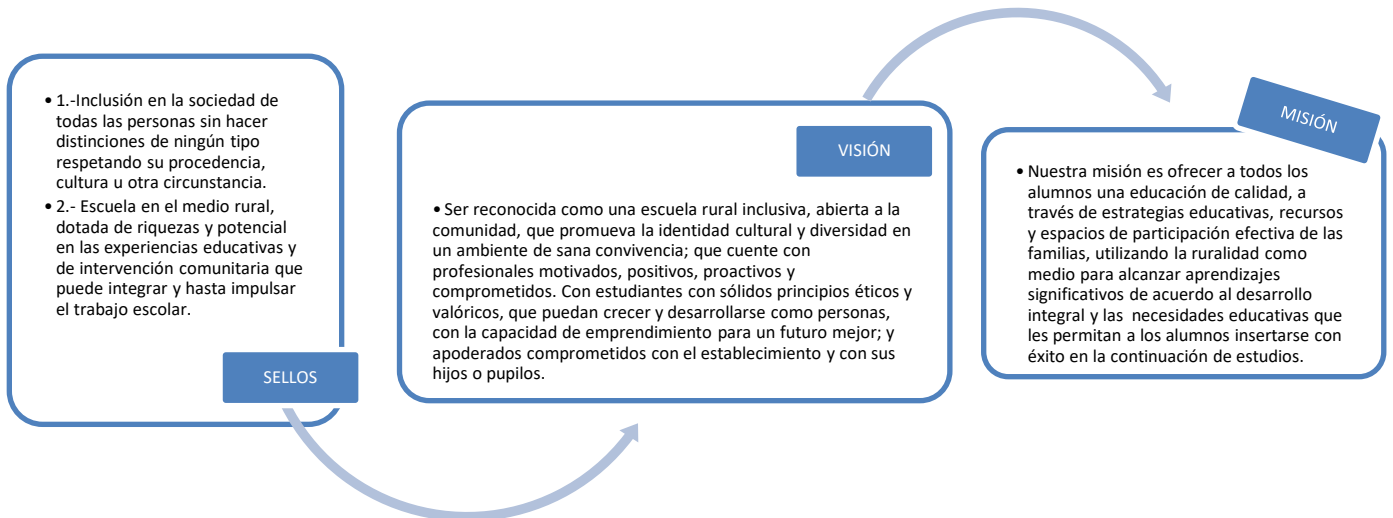 • 1.-Inclusión en la sociedad de
todas las personas sin hacer
distinciones de ningún tipo
respetando su procedencia,
cultura u otra circunstancia.
• 2.- Escuela en el medio rural,
dotada de riquezas y potencial
en las experiencias educativas y
de intervención comunitaria que
puede integrar y hasta impulsar
el trabajo escolar.
SELLOS
VISIÓN
• Ser reconocida como una escuela rural inclusiva, abierta a la
comunidad, que promueva la identidad cultural y diversidad en
un ambiente de sana convivencia; que cuente con
profesionales motivados, positivos, proactivos y
comprometidos. Con estudiantes con sólidos principios éticos y
valóricos, que puedan crecer y desarrollarse como personas,
con la capacidad de emprendimiento para un futuro mejor; y
apoderados comprometidos con el establecimiento y con sus
hijos o pupilos.
MISIÓN
• Nuestra misión es ofrecer a todos los
alumnos una educación de calidad, a
través de estrategias educativas, recursos
y espacios de participación efectiva de las
familias, utilizando la ruralidad como
medio para alcanzar aprendizajes
significativos de acuerdo al desarrollo
integral y las necesidades educativas que
les permitan a los alumnos insertarse con
éxito en la continuación de estudios.